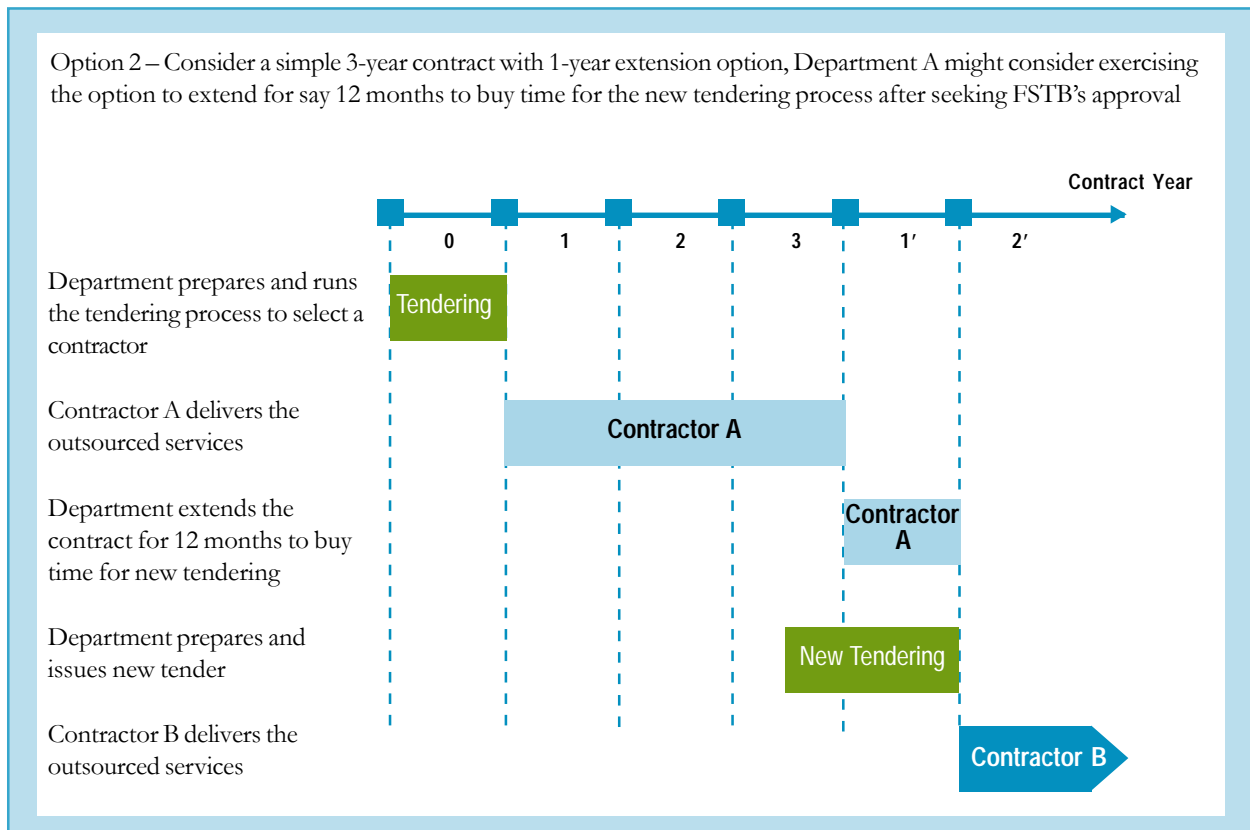 Option 2 – Consider a simple 3-year contract with 1-year extension option, Department A might consider exercising
the option to extend for say 12 months to buy time for the new tendering process after seeking FSTB’s approval
Contract Year
0 1 2 3 1′ 2′
Department prepares and runs
the tendering process to select a
contractor
Tendering
Contractor A delivers the
outsourced services
Contractor A
Department extends the
contract for 12 months to buy
time for new tendering
Contractor
A
Department prepares and
issues new tender
New Tendering
Contractor B delivers the
outsourced services
Contractor B